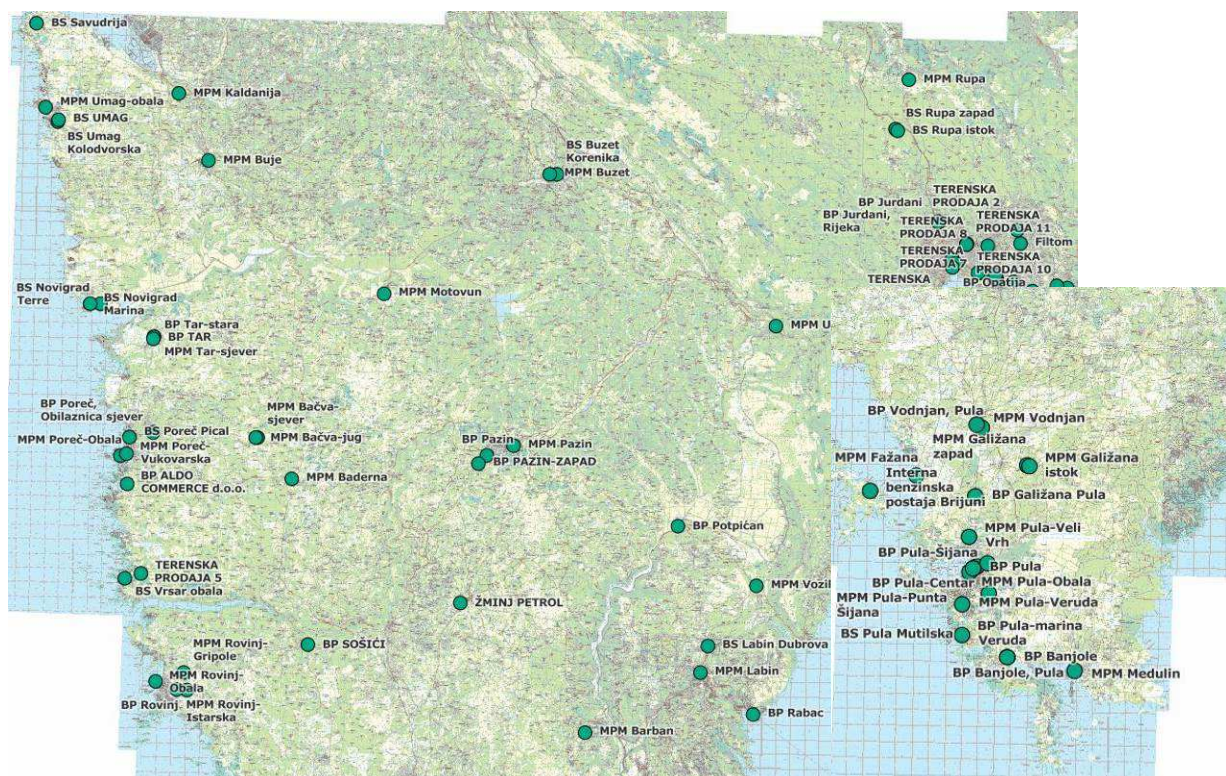 BS Savudrija
MPM Umag-obala
BS UMAG
BS Umag
Kolodvorska
MPM Kaldanija
MPM Buje
BS Buzet
Korenika
MPM Buzet
MPM Rupa
BS Rupa zapad
BS Rupa istok
TERENSKA
PRODAJA 2
BP Jurdani
BP Jurdani,
Rijeka
TERENSKA
PRODAJA 8
TERENSKA
PRODAJA 11
Filtom
TERENSKA
PRODAJA 7
TERENSKA
PRODAJA 10
TERENSKA
BP Opatija
BS Novigrad
Terre
BS Novigrad
Marina
MPM Motovun
BP Tar-stara
BP TAR
MPM Tar-sjever
MPM U
BP Poreč,
Obilaznica sjever
BS Poreč Pical
MPM Poreč-Obala
MPM Poreč-
Vukovarska
BP ALDO
COMMERCE d.o.o.
MPM Bačva-
sjever
MPM Bačva-jug
MPM Baderna
BP Pazin
MPM Pazin
BP PAZIN-ZAPAD
BP Potpićan
MPM Vozil
TERENSKA
PRODAJA 5
BS Vrsar obala
ŽMINJ PETROL
BP SOŠIĆI
MPM Rovinj-
Gripole
MPM Rovinj-
Obala
BP Rovinj
MPM Rovinj-
Istarska
BS Labin Dubrova
MPM Labin
BP Rabac
MPM Barban
BP Vodnjan, Pula
MPM Vodnjan
MPM Galižana
zapad
MPM Galižana
istok
MPM Fažana
Interna
benzinska
postaja Brijuni
BP Galižana Pula
MPM Pula-Veli
Vrh
BP Pula-Šijana
BP Pula
BP Pula-Centar
MPM Pula-Obala
MPM Pula-Punta
Šijana
MPM Pula-Veruda
BS Pula Mutilska
BP Pula-marina
Veruda
BP Banjole
BP Banjole, Pula
MPM Medulin